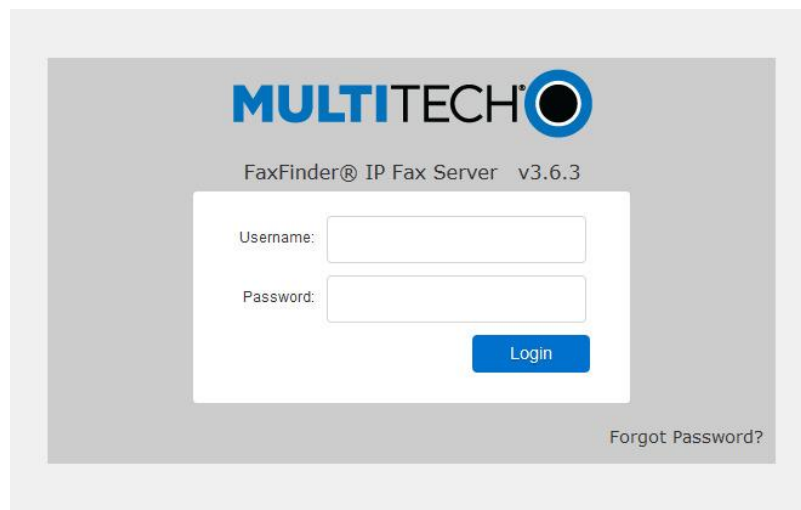 MULTITECH®
FaxFinder® IP Fax Server v3.6.3
Username:
Password:
Login
Forgot Password?